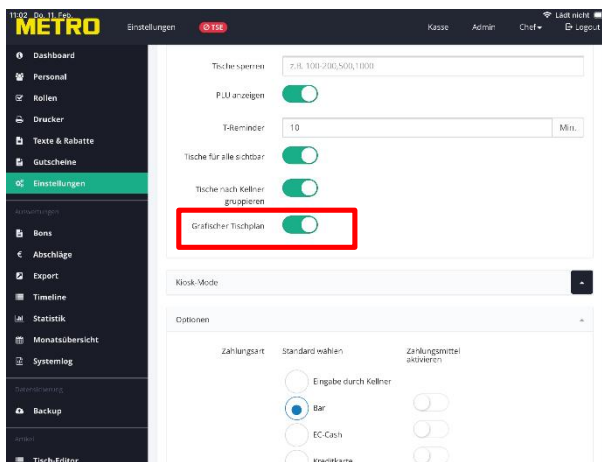 11:02 Do. 11. Feb.
Lädt nicht
METRO
Einstellungen
TSE
Kasse
Admin
Chef
Logout
Dashboard
Personal
Rollen
Drucker
Texte & Rabatte
Gutscheine
Einstellungen
Auswertungen
Bons
Abschläge
Export
Timeline
Statistik
Monatsübersicht
Systemlog
Datensicherung
Backup
Artikel
Tisch-Editor
Tische sperren
z.B. 100-200,500,1000
PLU anzeigen
T-Reminder
10
Min.
Tische für alle sichtbar
Tische nach Kellner
gruppieren
Grafischer Tischplan
Kiosk-Mode
Optionen
Zahlungsart
Standard wählen
Zahlungsmittel
aktivieren
Eingabe durch Kellner
Bar
EC-Cash
Kreditkarte